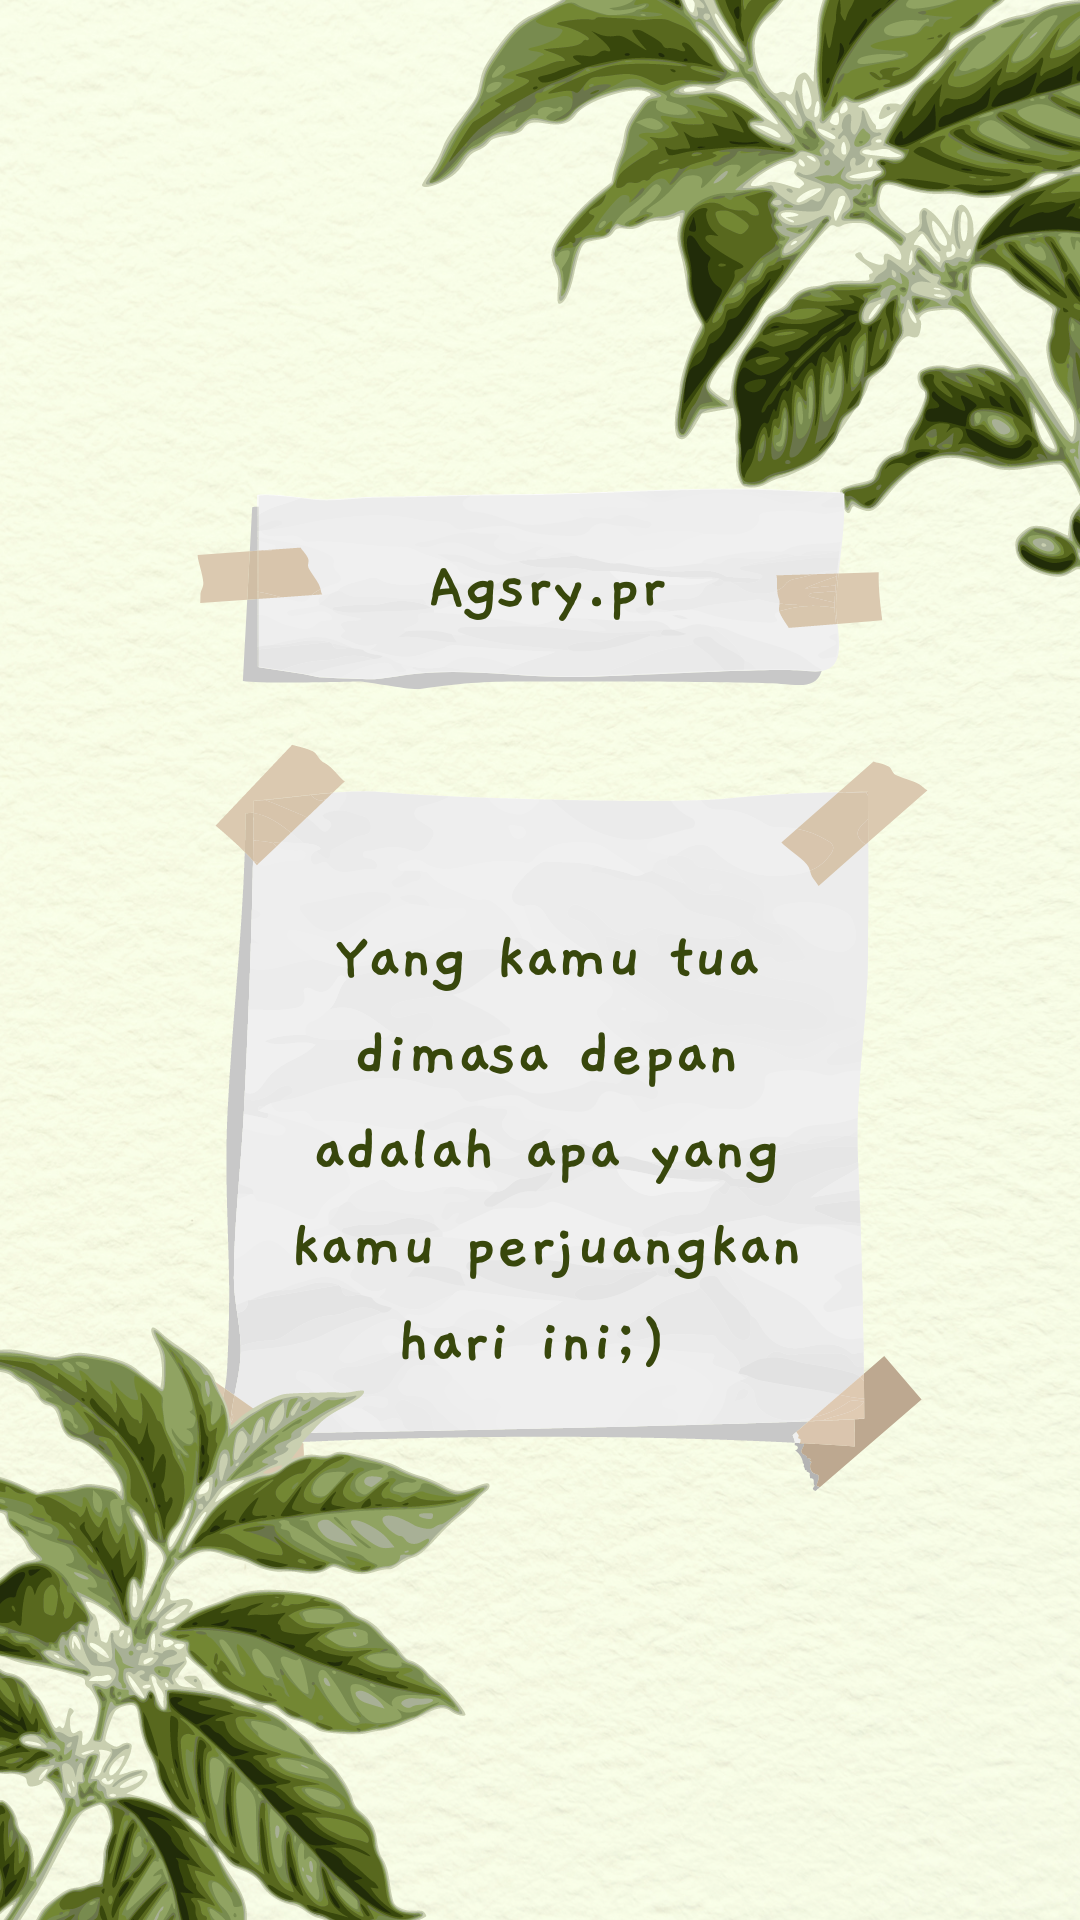 Agsry.pr
Yang kamu tua
dimasa depan
adalah apa yang
kamu perjuangkan
hari ini;)